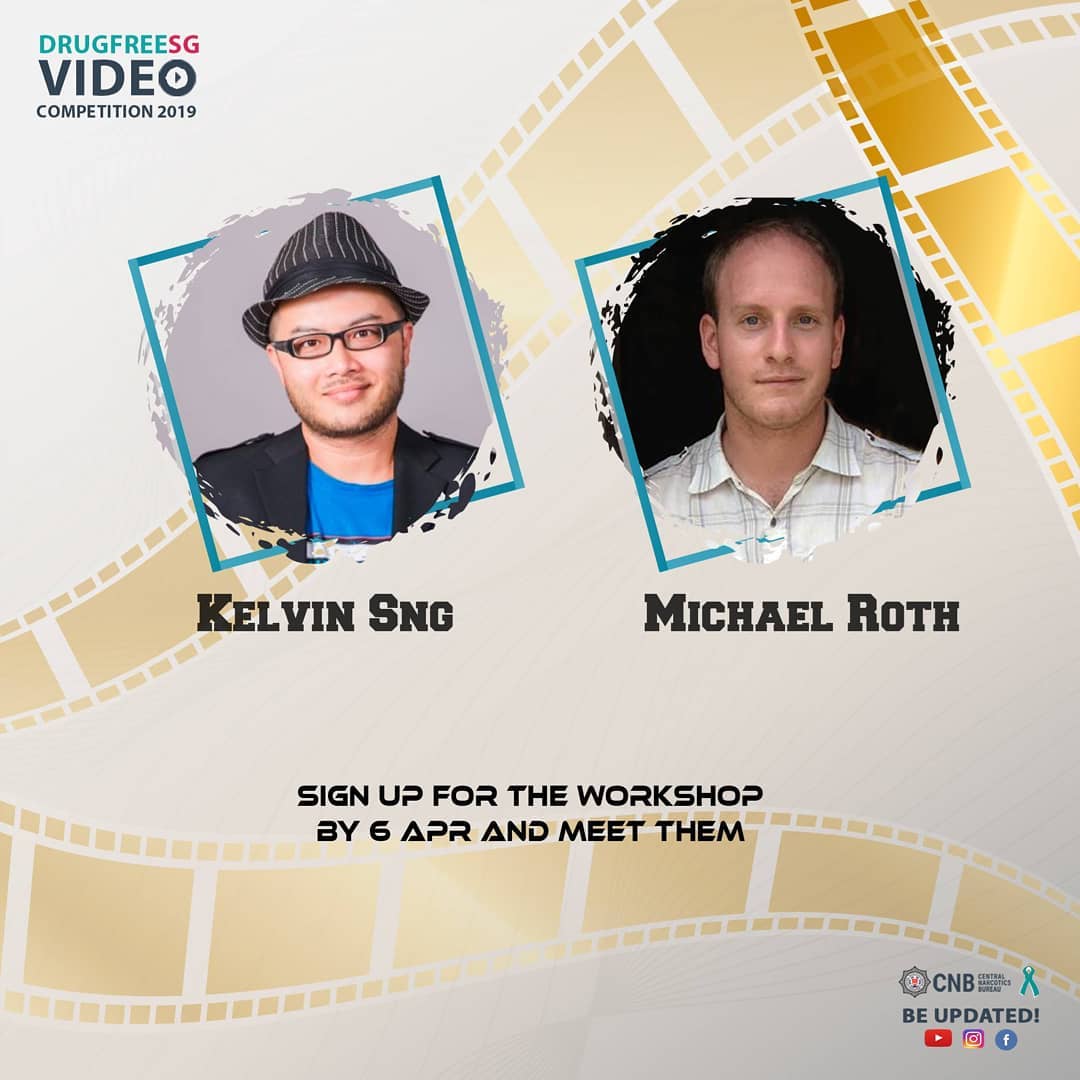 DRUGFREESG
VIDEO
COMPETITION 2019
KELVIN SNG
MICHAEL ROTH
SIGN UP FOR THE WORKSHOP
BY 6 APR AND MEET THEM
CNB CENTRAL
NARCOTICS
BUREAU
BE UPDATED!